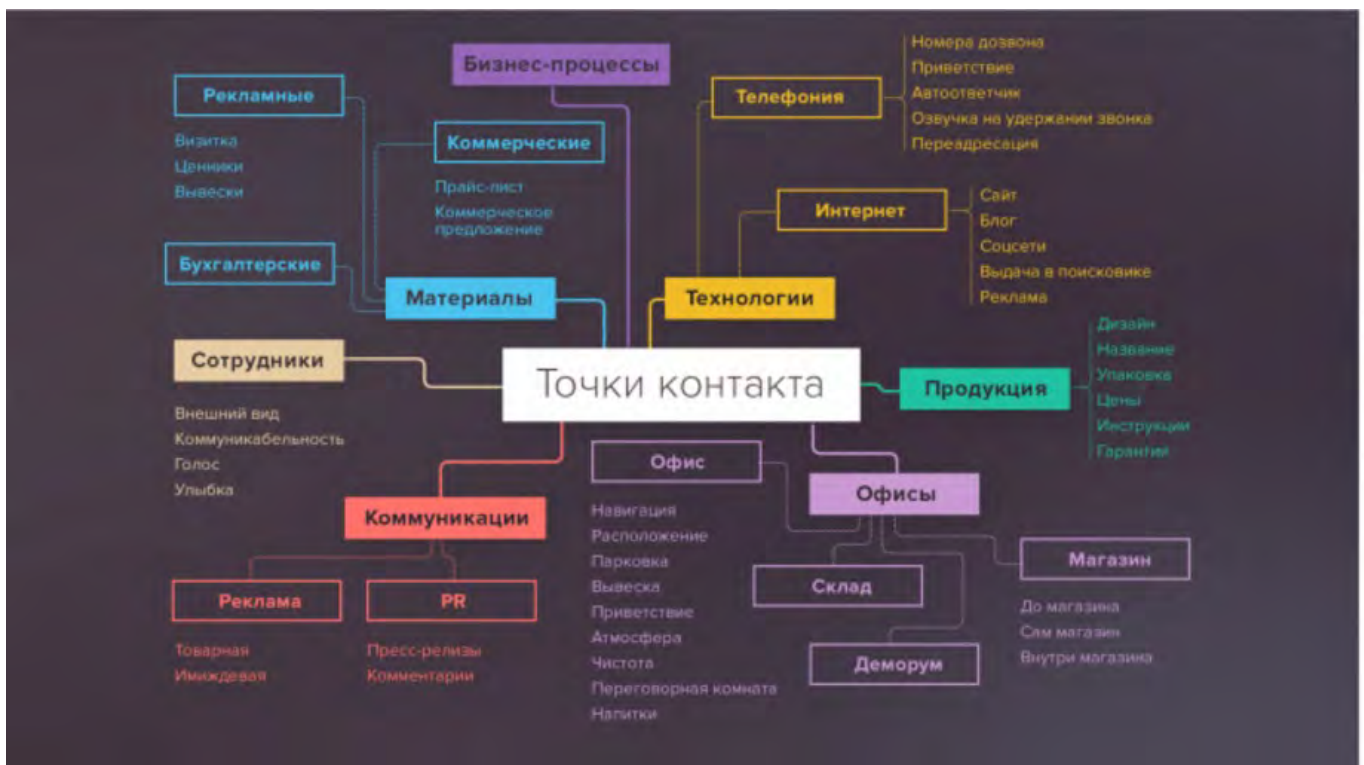 Бизнес-процессы
Рекламные
Визитка
Ценники
Вывески
Коммерческие
Прайс-лист
Коммерческое
предложение
Бухгалтерские
Материалы
Телефония
Номера дозвона
Приветствие
Автоответчик
Озвучка на удержании звонка
Переадресация
Интернет
Сайт
Блог
Соцсети
Выдача в поисковике
Реклама
Технологии
Сотрудники
Внешний вид
Коммуникабельность
Голос
Улыбка
Точки контакта
Продукция
Дизайн
Название
Упаковка
Цены
Инструкции
Гарантии
Коммуникации
Реклама
Товарная
Имиджевая
PR
Пресс-релизы
Комментарии
Офисы
Офис
Навигация
Расположение
Парковка
Вывеска
Приветствие
Атмосфера
Чистота
Переговорная комната
Напитки
Склад
Деморум
Магазин
До магазина
Сам магазин
Внутри магазина